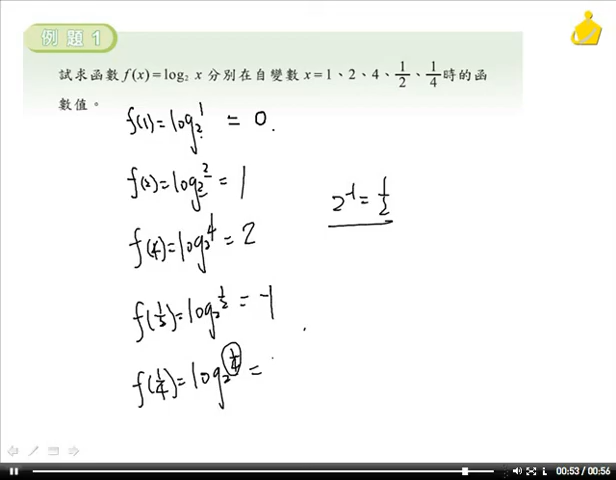 例題1
試求函數 f(x)=log₂ x 分別在自變數 x=1、2、4、1/2、1/4 時的函
數值。
f(1)=log₂1 = 0.
f(2)=log₂2 = 1
2⁻¹=1/2
f(4)=log₂4 = 2
f(1/2)=log₂1/2 = -1
f(1/4)=log₂1/4 =
00:53 / 00:56